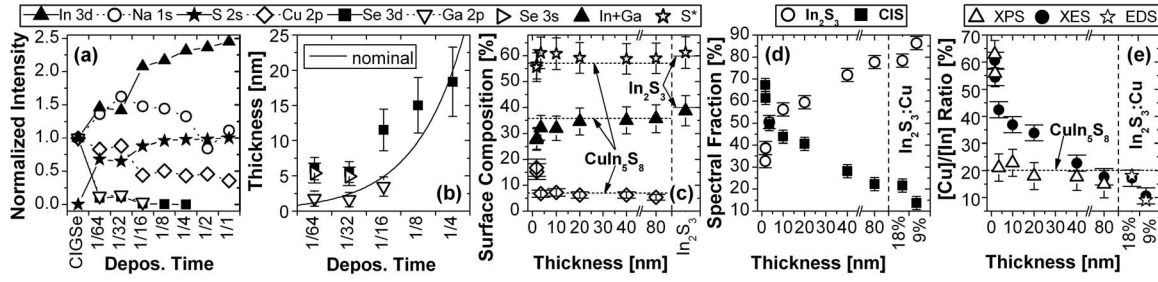 In 3d Na 1s S 2s Cu 2p Se 3d Ga 2p Se 3s In+Ga S*
In₂S₃ CIS
XPS XES EDS
(a)
Normalized Intensity
2.5
2.0
1.5
1.0
0.5
0.0
CIGSe 1/64 1/32 1/16 1/8 1/4 1/2 1/1
Depos. Time
nominal
(b)
Thickness [nm]
25
20
15
10
5
0
1/64 1/32 1/16 1/8 1/4
Depos. Time
Surface Composition [%]
80
70
60
50
40
30
20
10
0
In₂S₃
CuIn₅S₈
(c)
0 10 20 30 40 80 In₂S₃
Thickness [nm]
(d)
Spectral Fraction [%]
90
80
70
60
50
40
30
20
10
In₂S₃:Cu
0 10 20 30 40 80 18% 9%
Thickness [nm]
(e)
[Cu]/[In] Ratio [%]
70
60
50
40
30
20
10
In₂S₃:Cu
CuIn₅S₈
0 10 20 30 40 80 18% 9%
Thickness [nm]